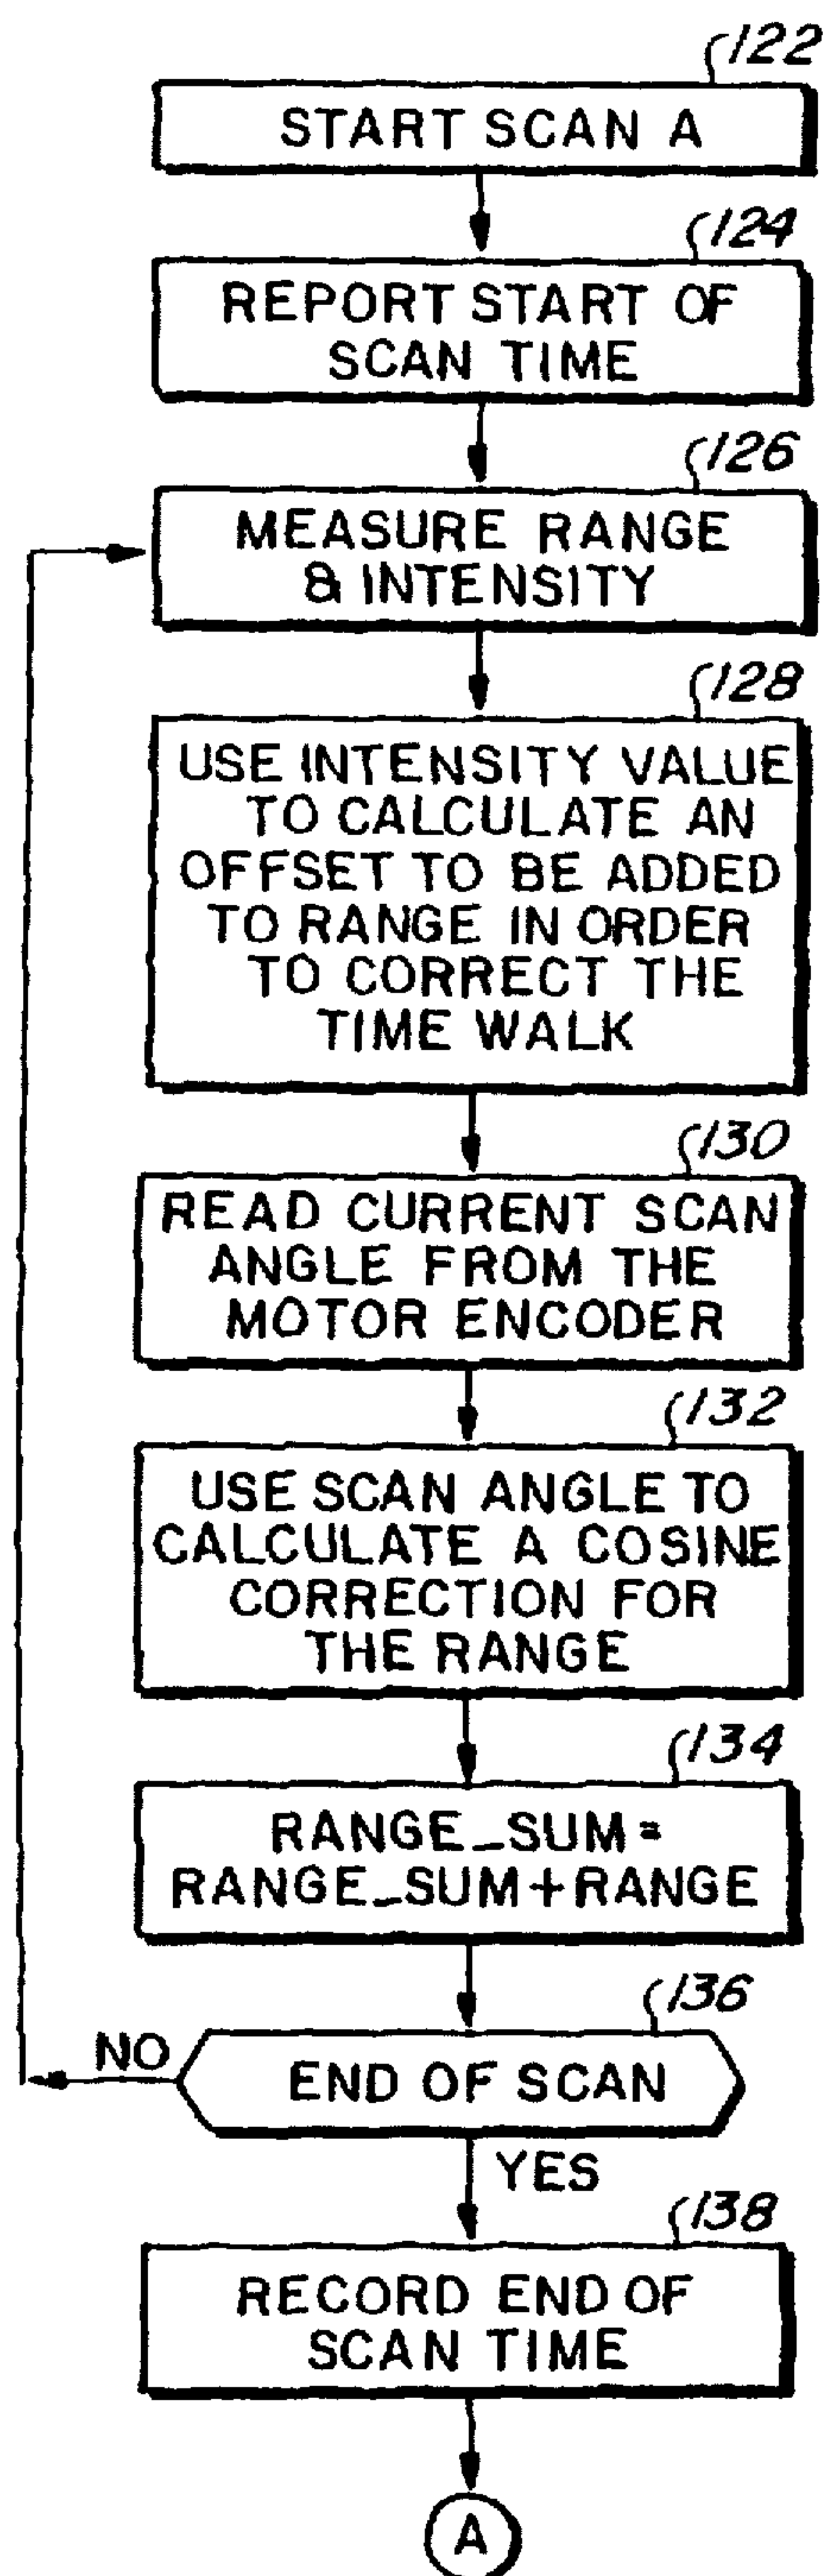 122
START SCAN A
124
REPORT START OF
SCAN TIME
126
MEASURE RANGE
& INTENSITY
128
USE INTENSITY VALUE
TO CALCULATE AN
OFFSET TO BE ADDED
TO RANGE IN ORDER
TO CORRECT THE
TIME WALK
130
READ CURRENT SCAN
ANGLE FROM THE
MOTOR ENCODER
132
USE SCAN ANGLE TO
CALCULATE A COSINE
CORRECTION FOR
THE RANGE
134
RANGE_SUM =
RANGE_SUM+RANGE
136
NO
END OF SCAN
YES
138
RECORD END OF
SCAN TIME
A